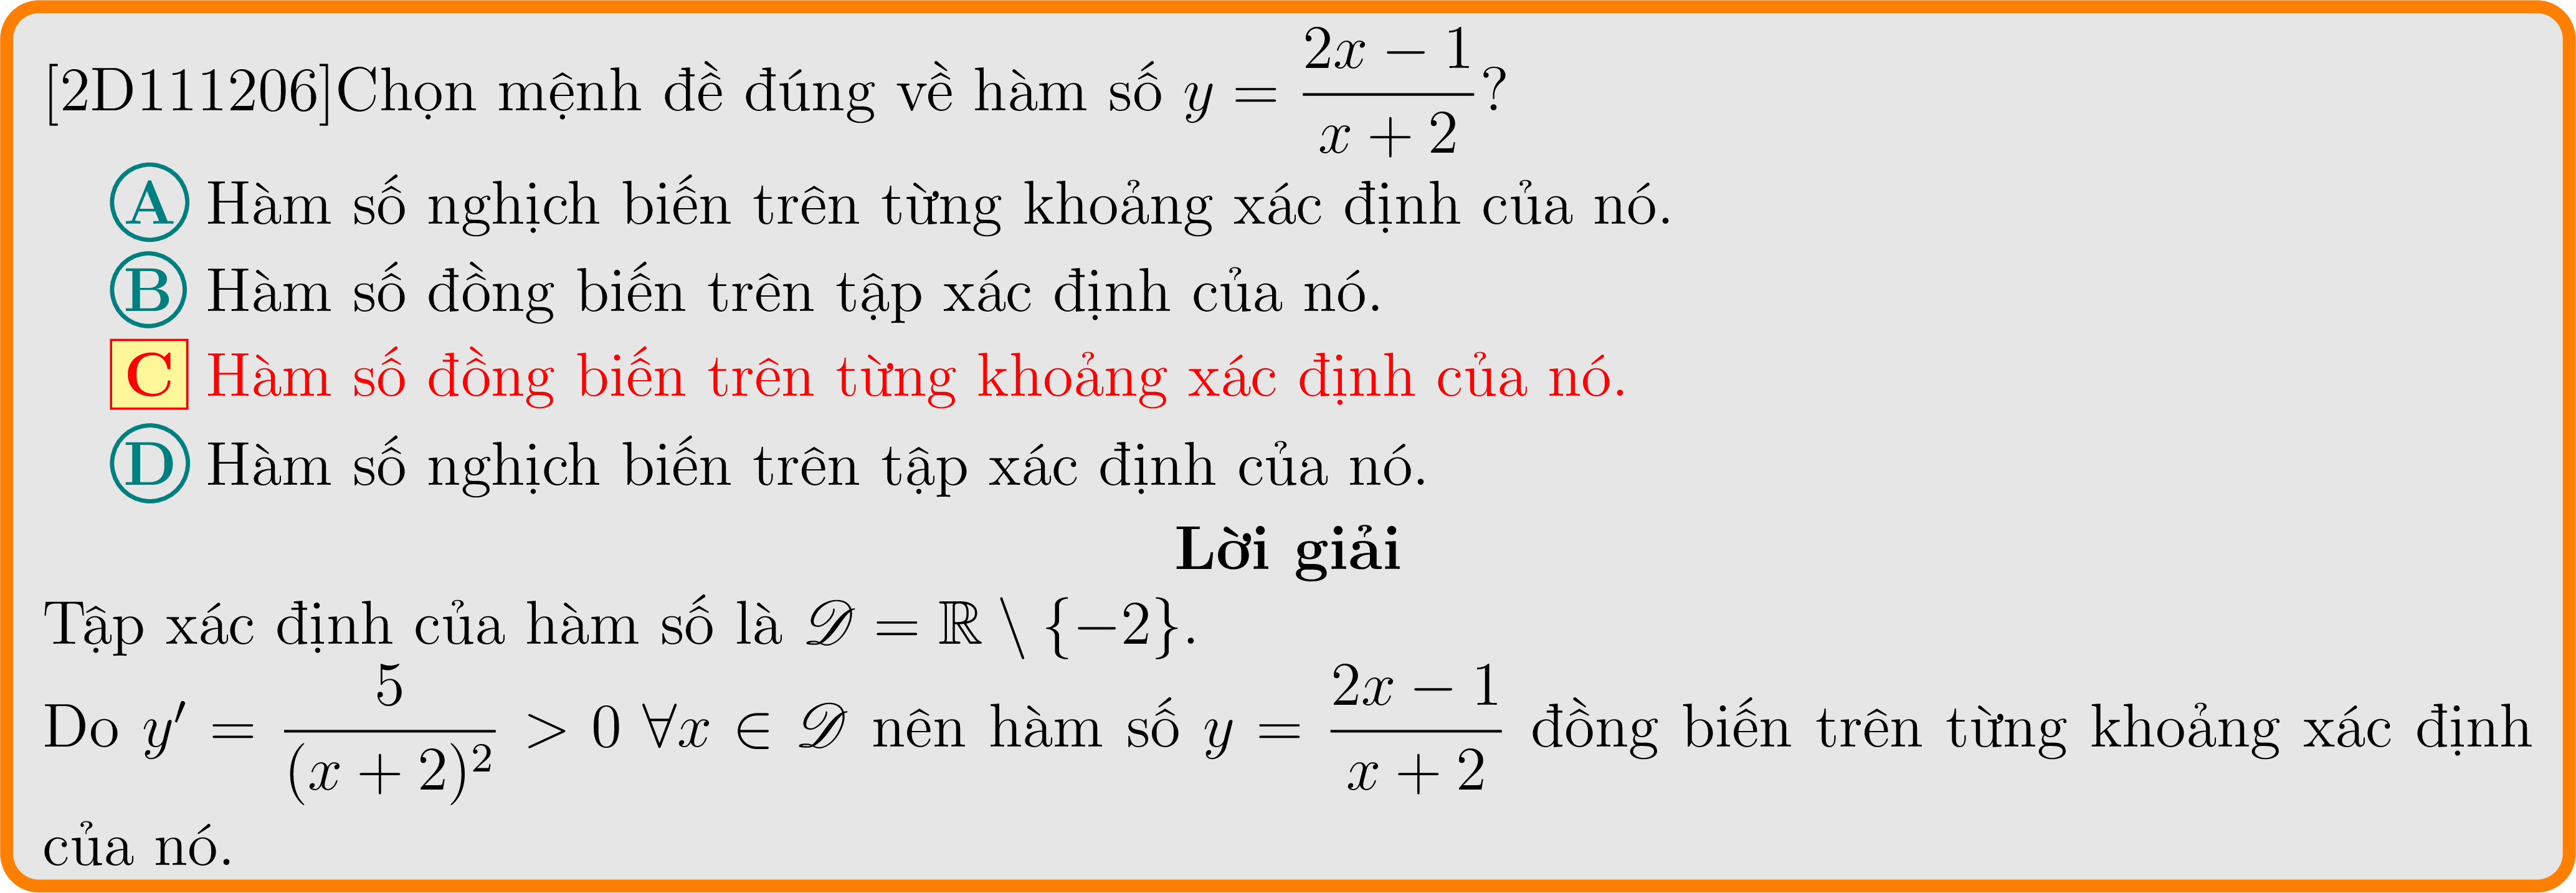 [2D111206]Chọn mệnh đề đúng về hàm số $y = \dfrac{2x-1}{x+2}$?
A Hàm số nghịch biến trên từng khoảng xác định của nó.
B Hàm số đồng biến trên tập xác định của nó.
C Hàm số đồng biến trên từng khoảng xác định của nó.
D Hàm số nghịch biến trên tập xác định của nó.
Lời giải
Tập xác định của hàm số là $\mathscr{D} = \mathbb{R} \setminus \{-2\}$.
Do $y' = \dfrac{5}{(x+2)^2} > 0 \ \forall x \in \mathscr{D}$ nên hàm số $y = \dfrac{2x-1}{x+2}$ đồng biến trên từng khoảng xác định
của nó.